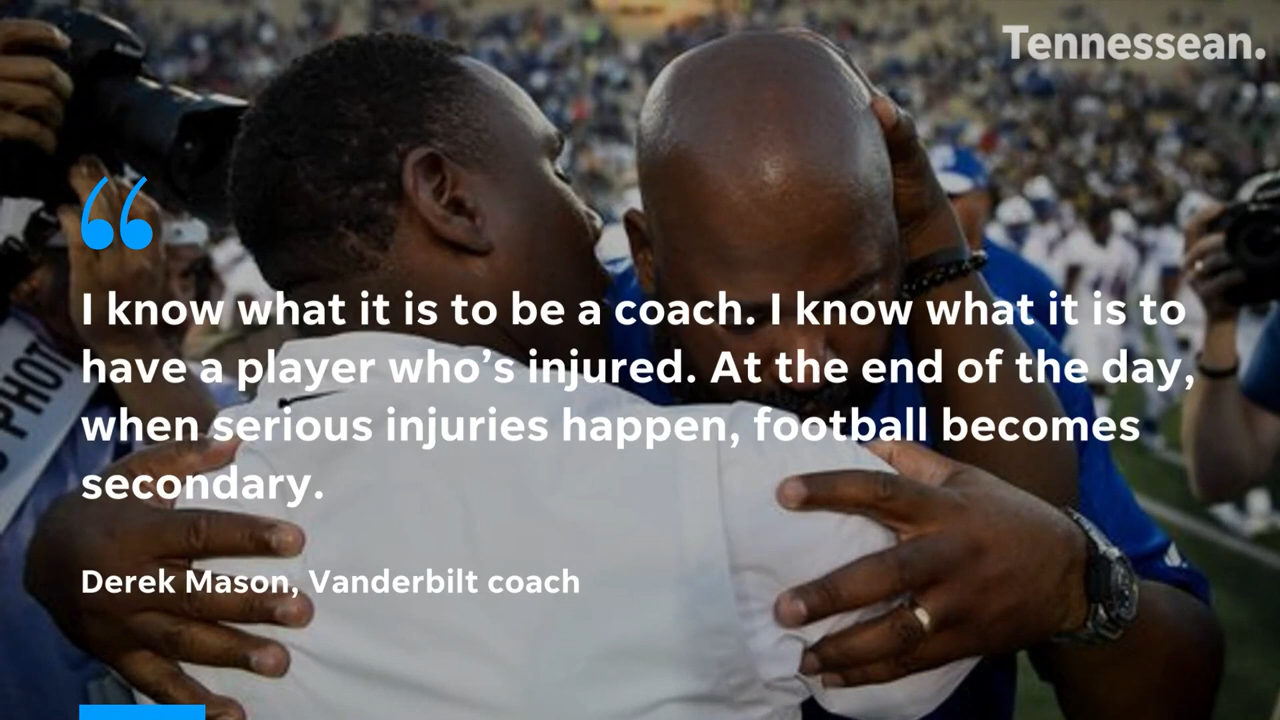 Tennessean.
“
I know what it is to be a coach. I know what it is to
have a player who’s injured. At the end of the day,
when serious injuries happen, football becomes
secondary.
Derek Mason, Vanderbilt coach
PHOT